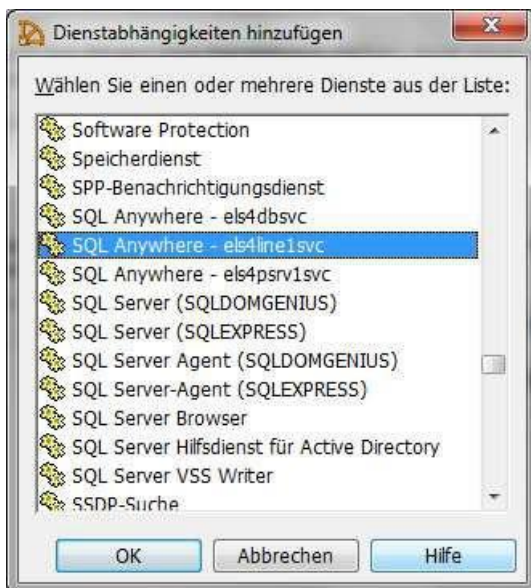 Dienstabhängigkeiten hinzufügen
Wählen Sie einen oder mehrere Dienste aus der Liste:
Software Protection
Speicherdienst
SPP-Benachrichtigungsdienst
SQL Anywhere - els4dbsvc
SQL Anywhere - els4line1svc
SQL Anywhere - els4psrv1svc
SQL Server (SQLDOMGENIUS)
SQL Server (SQLEXPRESS)
SQL Server Agent (SQLDOMGENIUS)
SQL Server-Agent (SQLEXPRESS)
SQL Server Browser
SQL Server Hilfsdienst für Active Directory
SQL Server VSS Writer
SSDP-Suche
OK Abbrechen Hilfe